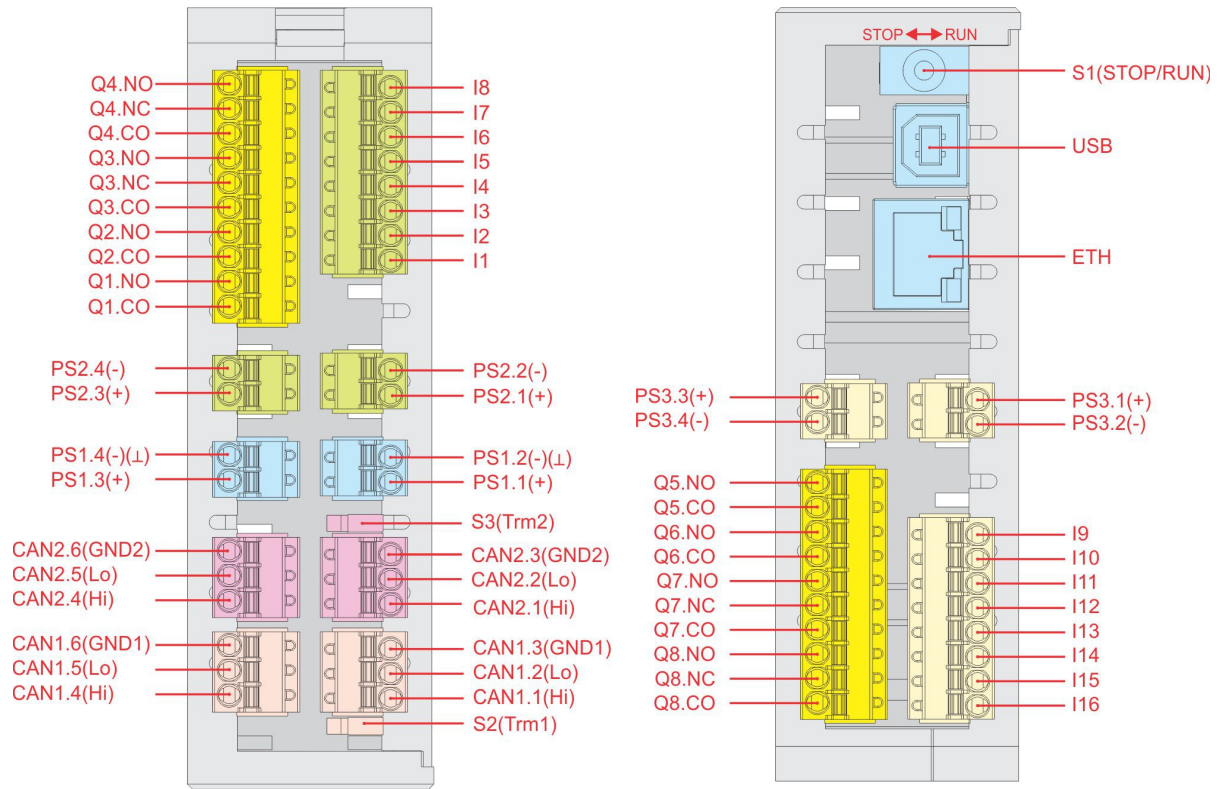 Q4.NO
Q4.NC
Q4.CO
Q3.NO
Q3.NC
Q3.CO
Q2.NO
Q2.CO
Q1.NO
Q1.CO
PS2.4(-)
PS2.3(+)
PS1.4(-)(⊥)
PS1.3(+)
CAN2.6(GND2)
CAN2.5(Lo)
CAN2.4(Hi)
CAN1.6(GND1)
CAN1.5(Lo)
CAN1.4(Hi)
I8
I7
I6
I5
I4
I3
I2
I1
PS2.2(-)
PS2.1(+)
PS1.2(-)(⊥)
PS1.1(+)
S3(Trm2)
CAN2.3(GND2)
CAN2.2(Lo)
CAN2.1(Hi)
CAN1.3(GND1)
CAN1.2(Lo)
CAN1.1(Hi)
S2(Trm1)
STOP ↔ RUN
PS3.3(+)
PS3.4(-)
Q5.NO
Q5.CO
Q6.NO
Q6.CO
Q7.NO
Q7.NC
Q7.CO
Q8.NO
Q8.NC
Q8.CO
S1(STOP/RUN)
USB
ETH
PS3.1(+)
PS3.2(-)
I9
I10
I11
I12
I13
I14
I15
I16